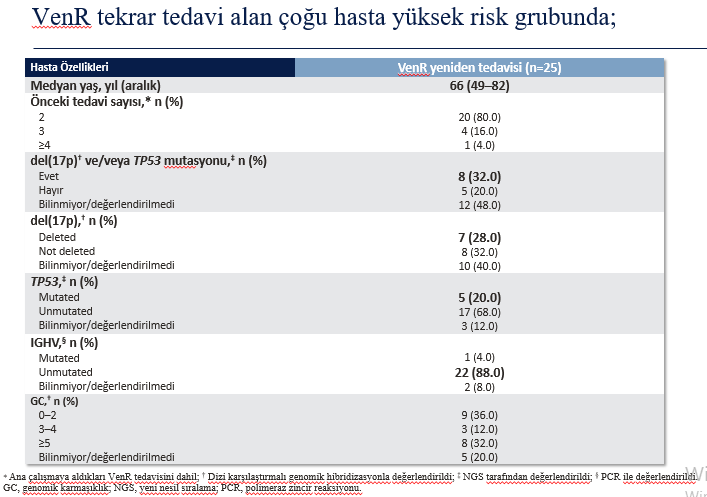 VenR tekrar tedavi alan çoğu hasta yüksek risk grubunda;
Hasta Özellikleri VenR yeniden tedavisi (n=25)
Medyan yaş, yıl (aralık) 66 (49–82)
Önceki tedavi sayısı,* n (%)
2 20 (80.0)
3 4 (16.0)
≥4 1 (4.0)
del(17p)† ve/veya TP53 mutasyonu,‡ n (%)
Evet 8 (32.0)
Hayır 5 (20.0)
Bilinmiyor/değerlendirilmedi 12 (48.0)
del(17p),† n (%)
Deleted 7 (28.0)
Not deleted 8 (32.0)
Bilinmiyor/değerlendirilmedi 10 (40.0)
TP53,‡ n (%)
Mutated 5 (20.0)
Unmutated 17 (68.0)
Bilinmiyor/değerlendirilmedi 3 (12.0)
IGHV,§ n (%)
Mutated 1 (4.0)
Unmutated 22 (88.0)
Bilinmiyor/değerlendirilmedi 2 (8.0)
GC,† n (%)
0–2 9 (36.0)
3–4 3 (12.0)
≥5 8 (32.0)
Bilinmiyor/değerlendirilmedi 5 (20.0)
* Ana çalışmaya aldıkları VenR tedavisini dahil; † Dizi karşılaştırmalı genomik hibridizasyonla değerlendirildi; ‡ NGS tarafından değerlendirildi; § PCR ile değerlendirildi.
GC, genomik karmaşıklık; NGS, yeni nesil sıralama; PCR, polimeraz zincir reaksiyonu.